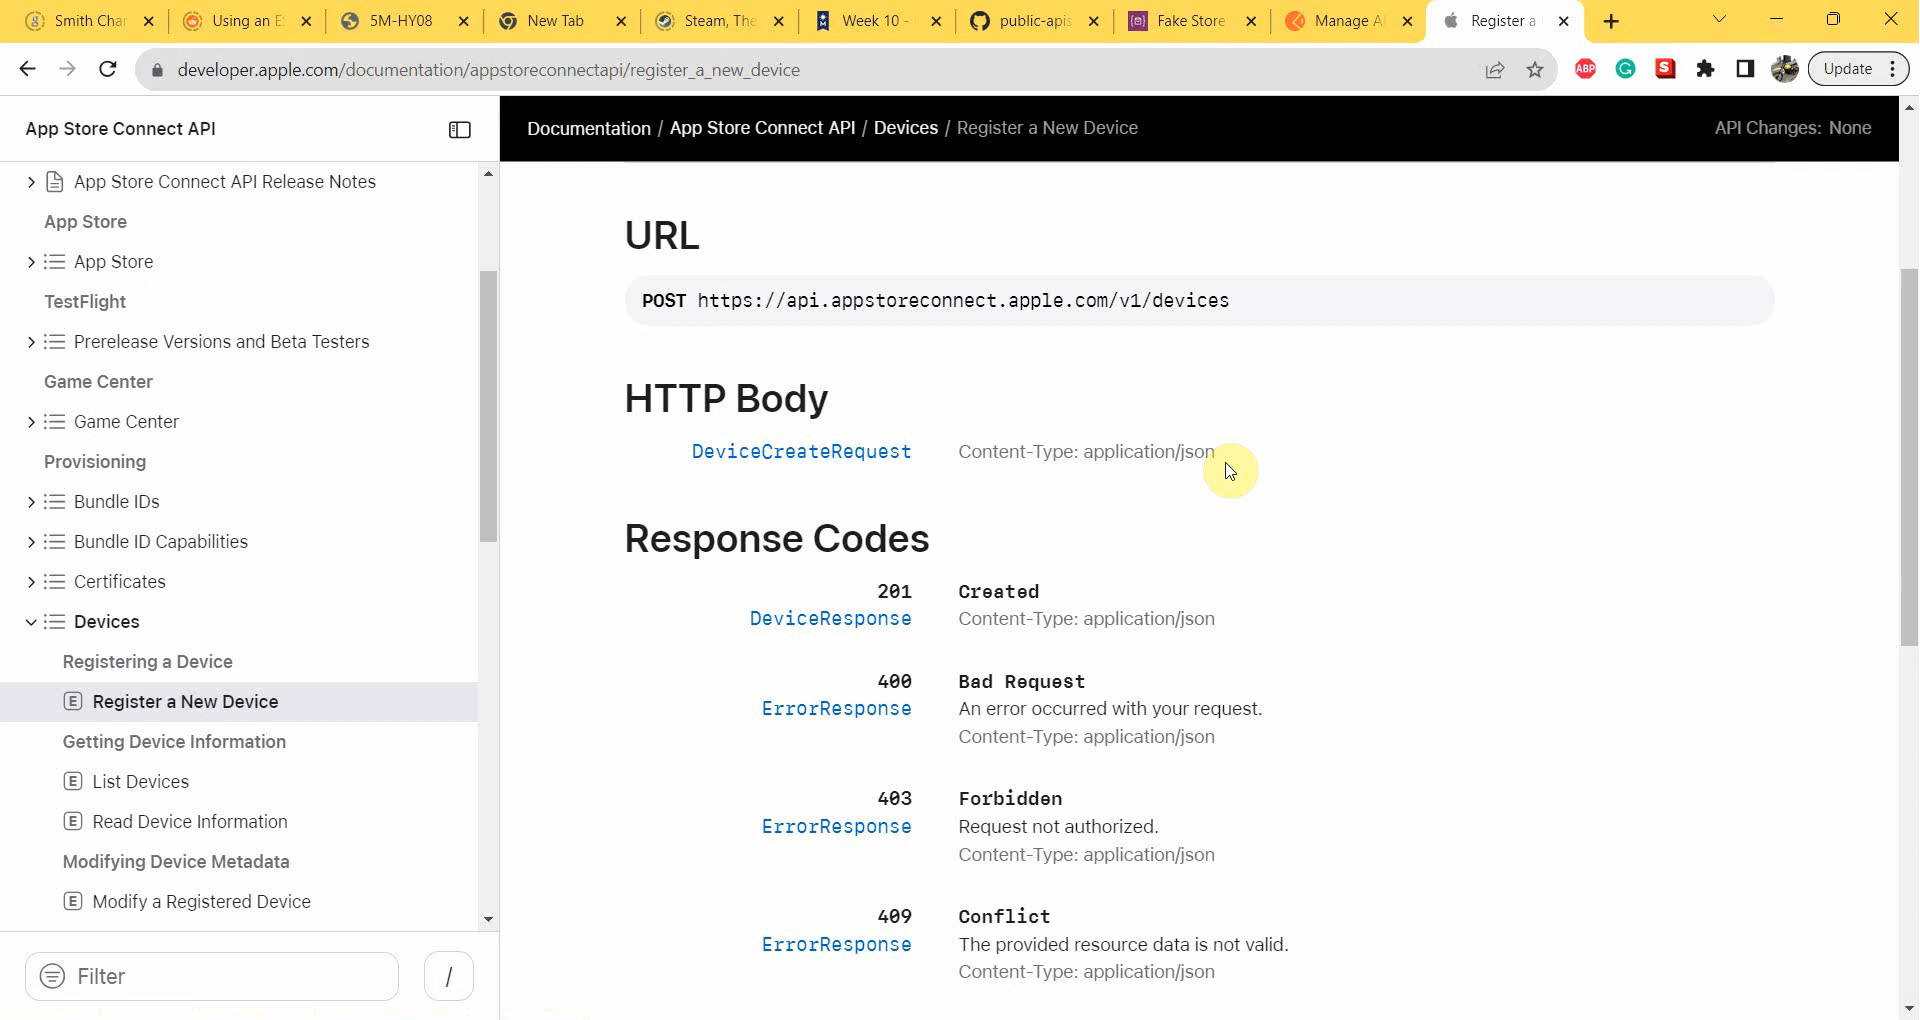 Smith Char
Using an E
5M-HY08
New Tab
Steam, The
Week 10 -
public-apis
Fake Store
Manage A
Register a
developer.apple.com/documentation/appstoreconnectapi/register_a_new_device
ABP
Update
App Store Connect API
Documentation / App Store Connect API / Devices / Register a New Device
API Changes: None
App Store Connect API Release Notes
App Store
App Store
TestFlight
Prerelease Versions and Beta Testers
Game Center
Game Center
Provisioning
Bundle IDs
Bundle ID Capabilities
Certificates
Devices
Registering a Device
E Register a New Device
Getting Device Information
E List Devices
E Read Device Information
Modifying Device Metadata
E Modify a Registered Device
Filter
/
URL
POST https://api.appstoreconnect.apple.com/v1/devices
HTTP Body
DeviceCreateRequest Content-Type: application/json
Response Codes
201 Created
DeviceResponse Content-Type: application/json
400 Bad Request
ErrorResponse An error occurred with your request.
Content-Type: application/json
403 Forbidden
ErrorResponse Request not authorized.
Content-Type: application/json
409 Conflict
ErrorResponse The provided resource data is not valid.
Content-Type: application/json